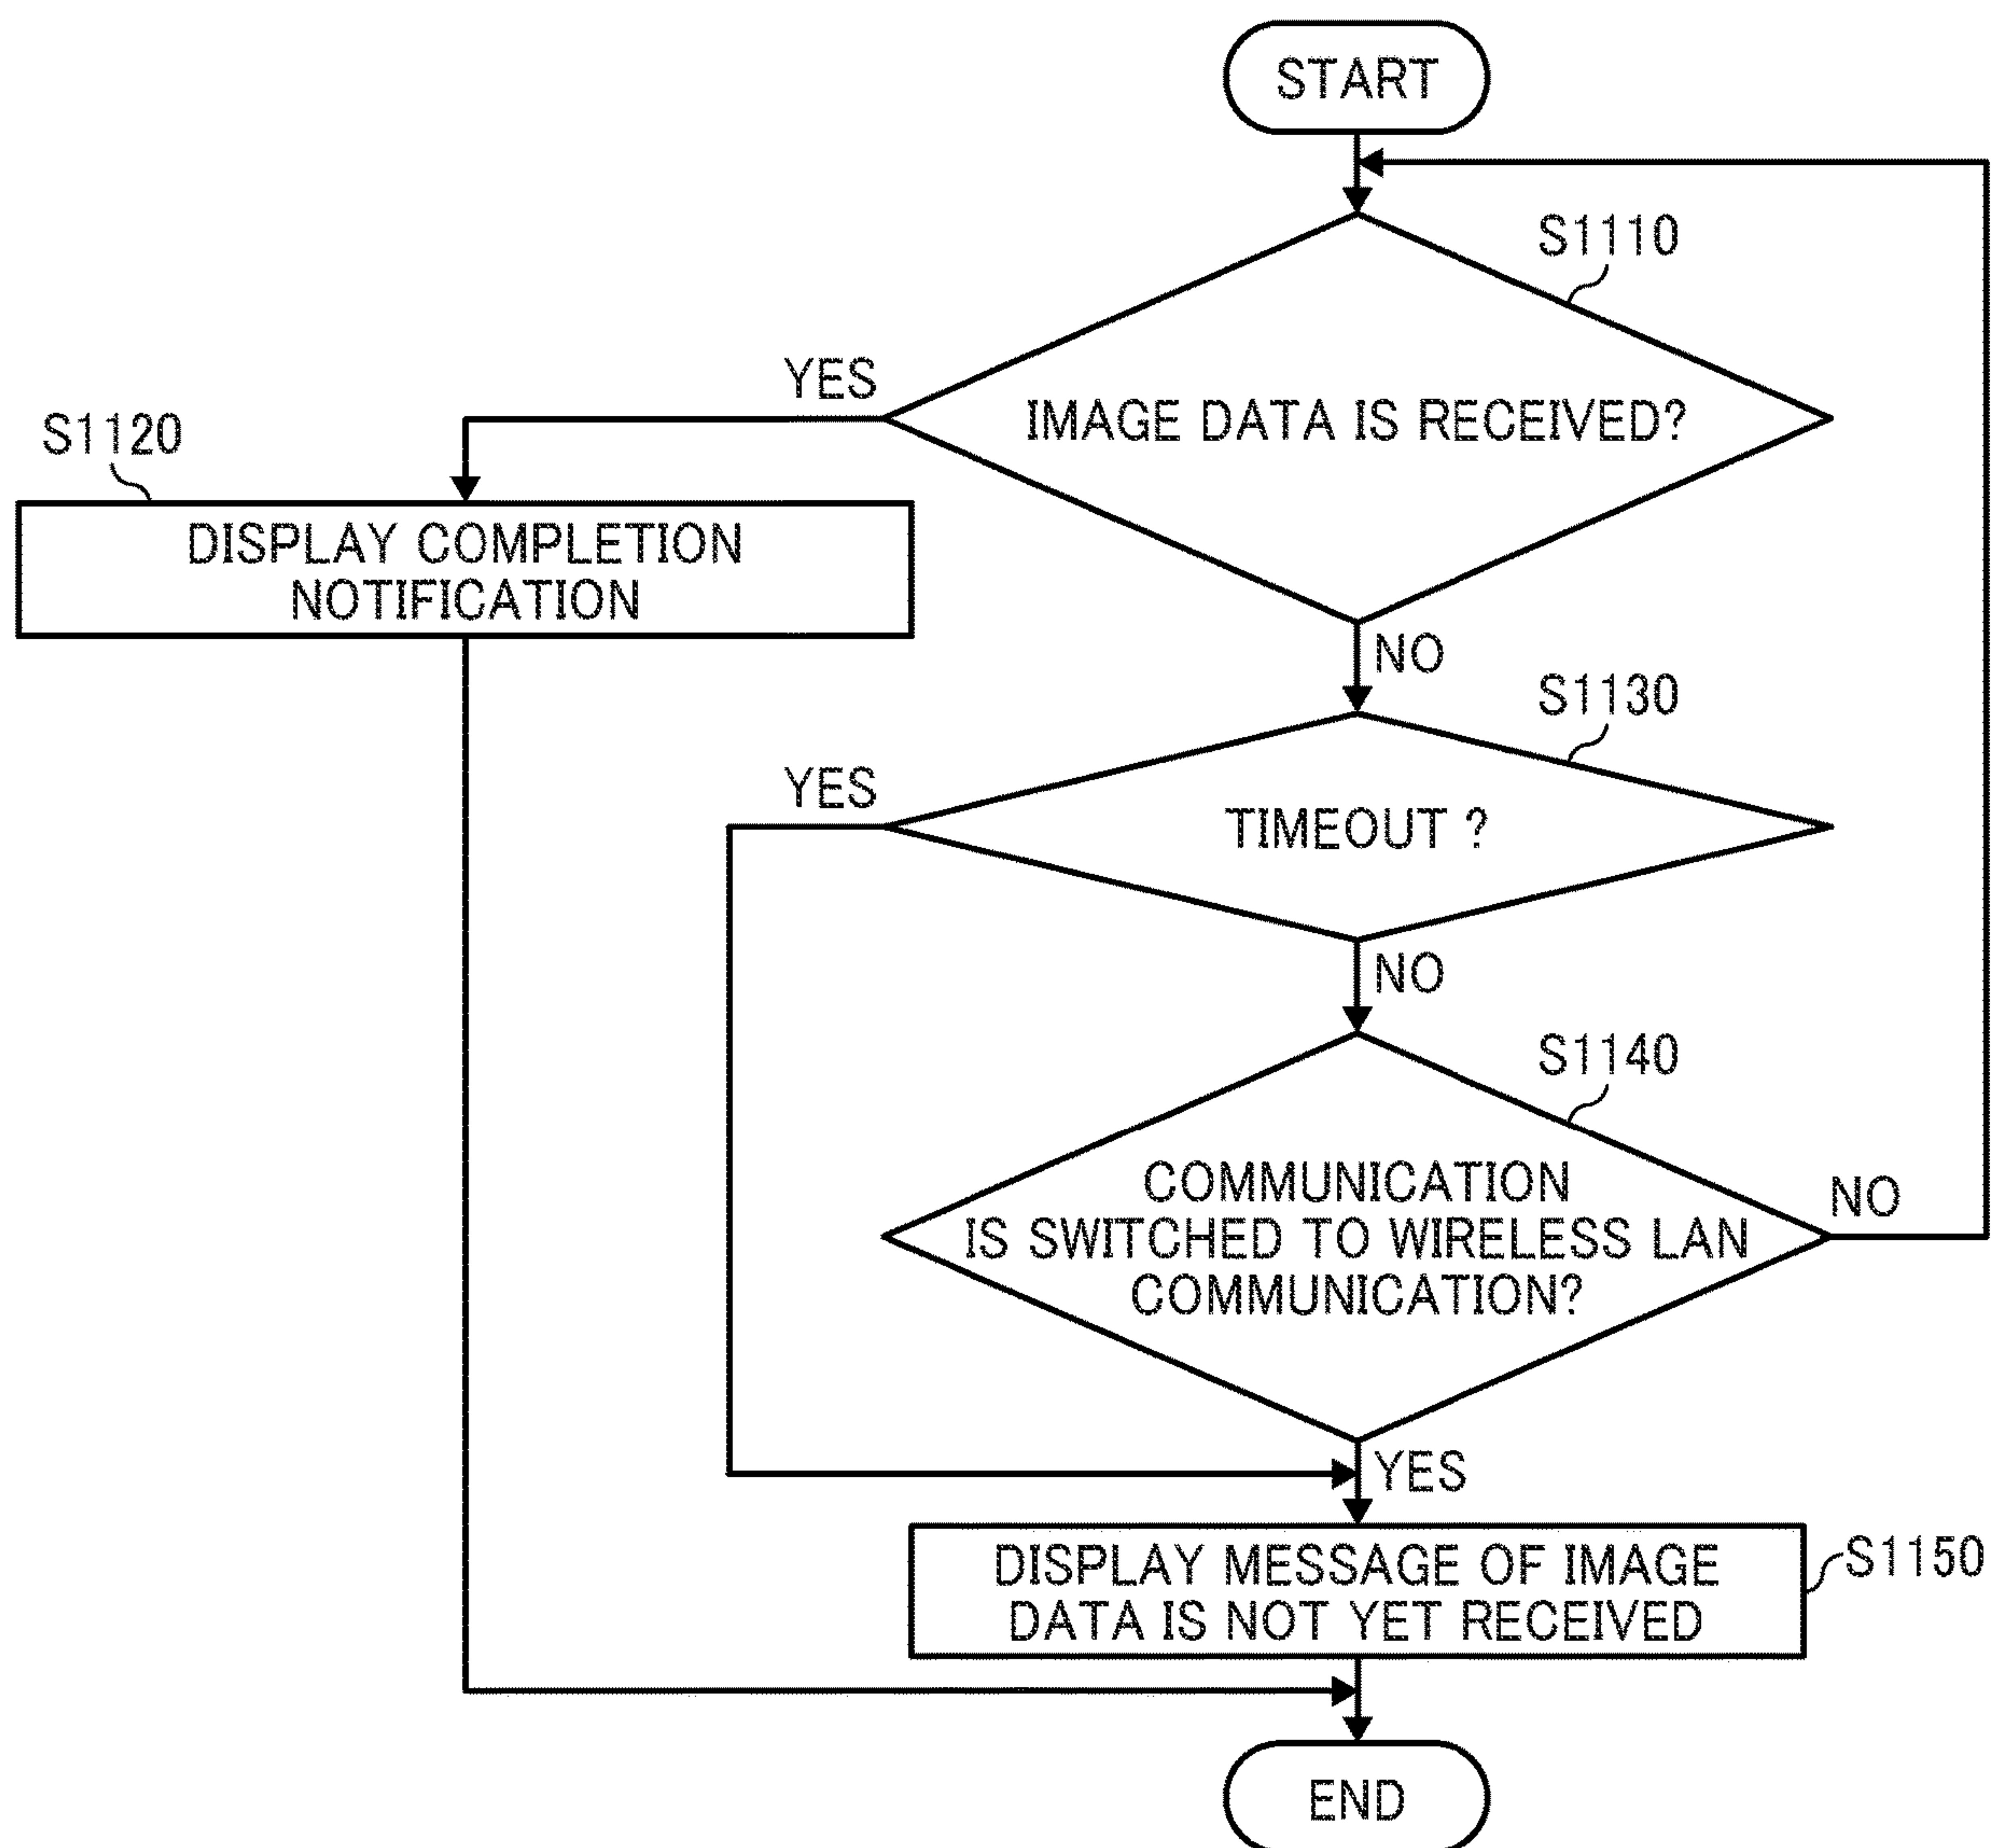 START
S1110
YES
IMAGE DATA IS RECEIVED?
S1120
DISPLAY COMPLETION
NOTIFICATION
NO
S1130
YES
TIMEOUT ?
NO
S1140
COMMUNICATION
IS SWITCHED TO WIRELESS LAN
COMMUNICATION?
NO
YES
DISPLAY MESSAGE OF IMAGE
DATA IS NOT YET RECEIVED
S1150
END